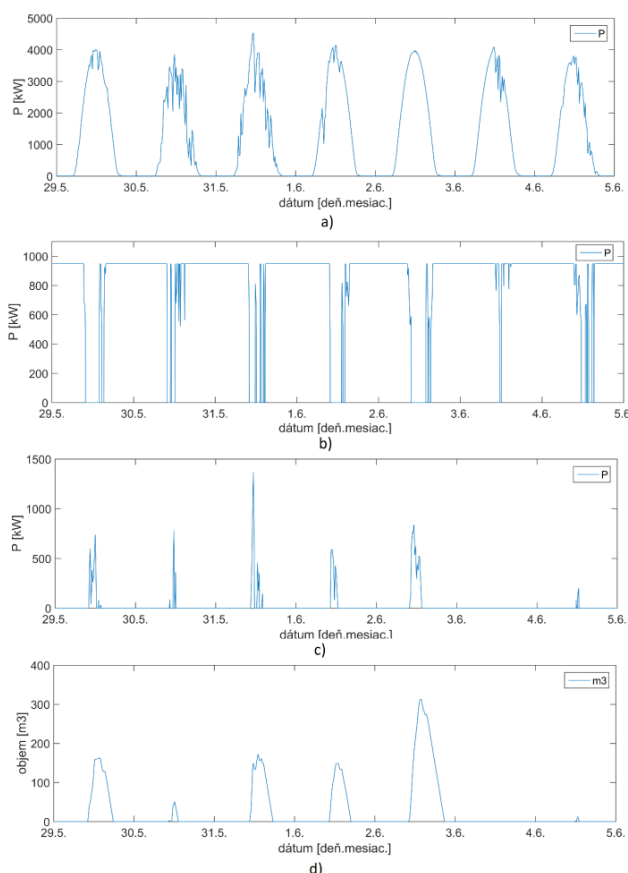 5000
4000
3000
2000
1000
0
P [kW]
P
29.5. 30.5. 31.5. 1.6. 2.6. 3.6. 4.6. 5.6.
dátum [deň.mesiac.]
a)
1000
800
600
400
200
0
P [kW]
P
29.5. 30.5. 31.5. 1.6. 2.6. 3.6. 4.6. 5.6.
dátum [deň.mesiac.]
b)
1500
1000
500
0
P [kW]
P
29.5. 30.5. 31.5. 1.6. 2.6. 3.6. 4.6. 5.6.
dátum [deň.mesiac.]
c)
400
300
200
100
0
objem [m3]
m3
29.5. 30.5. 31.5. 1.6. 2.6. 3.6. 4.6. 5.6.
dátum [deň.mesiac.]
d)